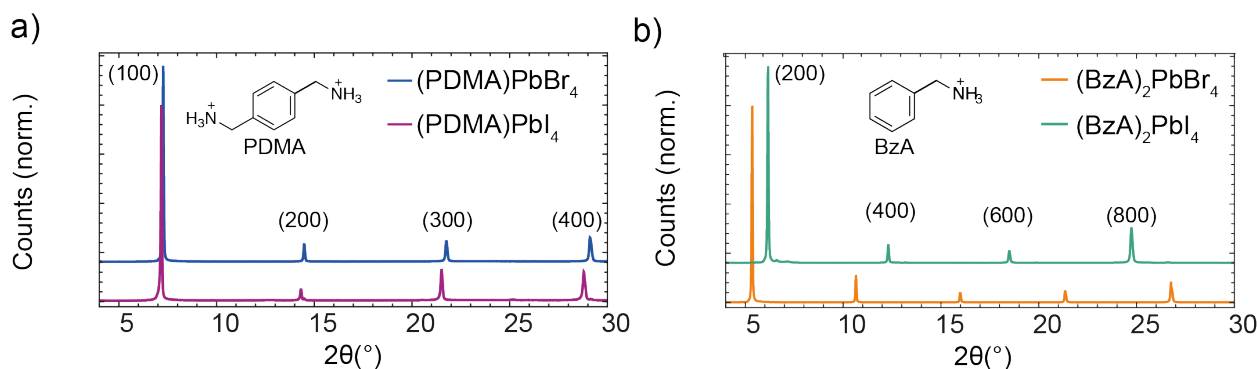 a)
Counts (norm.)
(100)
(PDMA)PbBr₄
(PDMA)PbI₄
H₃N⁺
⁺NH₃
PDMA
(200)
(300)
(400)
5 10 15 20 25 30
2θ(°)
b)
Counts (norm.)
(200)
(BzA)₂PbBr₄
(BzA)₂PbI₄
⁺NH₃
BzA
(400)
(600)
(800)
5 10 15 20 25 30
2θ(°)